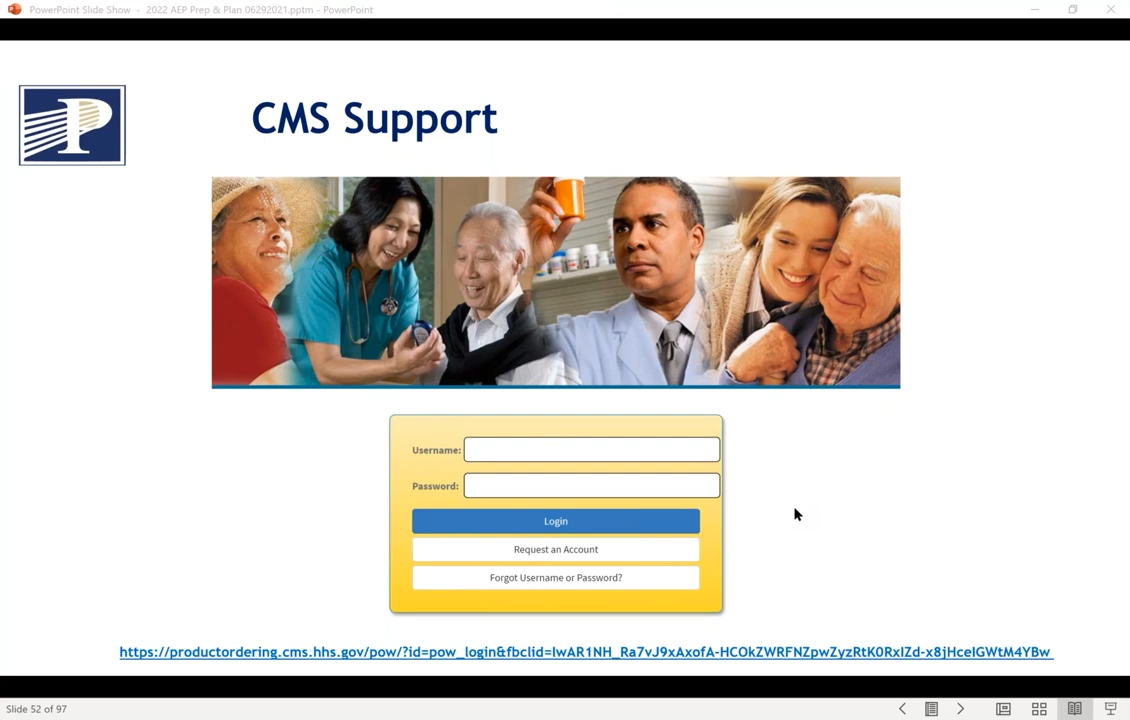 PowerPoint Slide Show - 2022 AEP Prep & Plan 06292021.pptm - PowerPoint
P
CMS Support
Username:
Password:
Login
Request an Account
Forgot Username or Password?
https://productordering.cms.hhs.gov/pow/?id=pow_login&fbclid=IwAR1NH_Ra7vJ9xAxofA-HCOkZWRFNZpwZyzRtK0RxIZd-x8jHceIGWtM4YBw
Slide 52 of 97